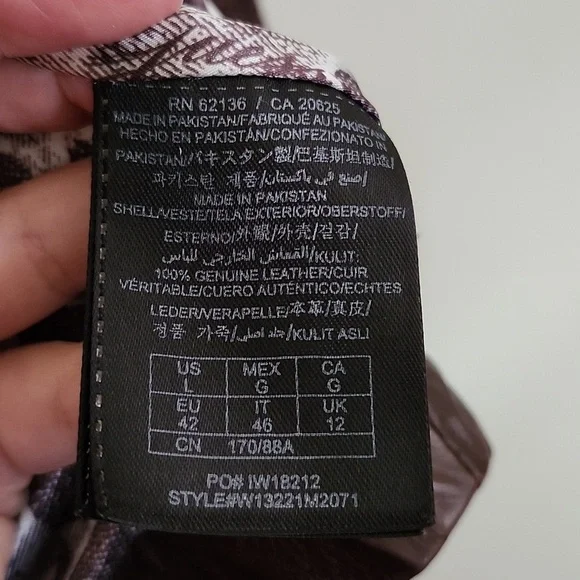 RN 62136 / CA 20625
MADE IN PAKISTAN/FABRIQUÉ AU PAKISTAN/
HECHO EN PAKISTÁN/CONFEZIONATO IN
PAKISTAN/パキスタン製/巴基斯坦制造/
파키스탄 제품/صنع في باكستان/
MADE IN PAKISTAN
SHELL/VESTE/TELA EXTERIOR/OBERSTOFF/
ESTERNO/外観/外壳/겉감/
القماش الخارجي للباس/KULIT:
100% GENUINE LEATHER/CUIR
VÉRITABLE/CUERO AUTÉNTICO/ECHTES
LEDER/VERAPELLE/本革/真皮/
정품 가죽/جلد اصلي/KULIT ASLI
US MEX CA
L G G
EU IT UK
42 46 12
CN 170/88A
PO# IW18212
STYLE#W13221M2071